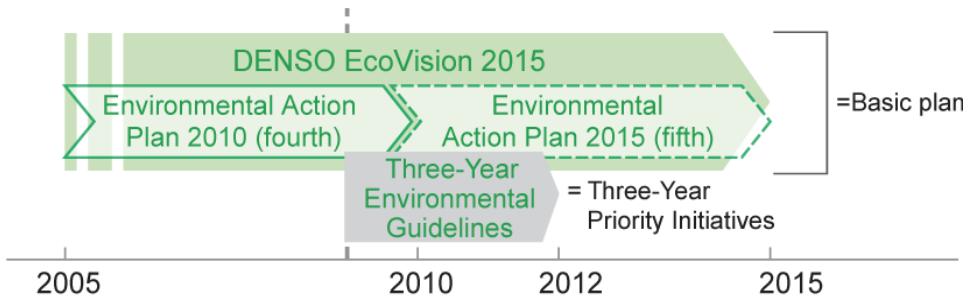 DENSO EcoVision 2015
Environmental Action
Plan 2010 (fourth)
Environmental
Action Plan 2015 (fifth)
=Basic plan
Three-Year
Environmental
Guidelines
= Three-Year
Priority Initiatives
2005
2010
2012
2015